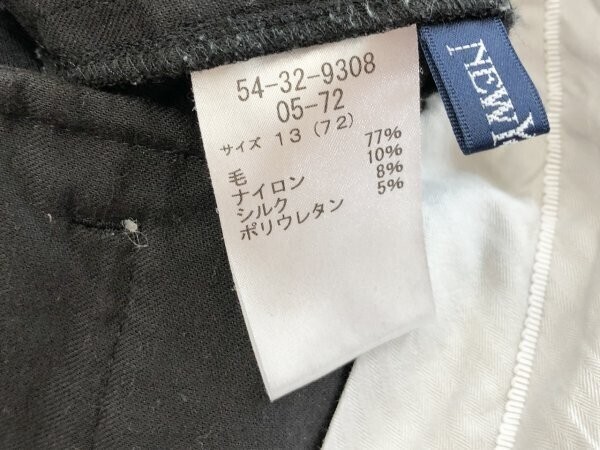 54-32-9308
05-72
サイズ 13(72)
毛 77%
ナイロン 10%
シルク 8%
ポリウレタン 5%
NEW Y